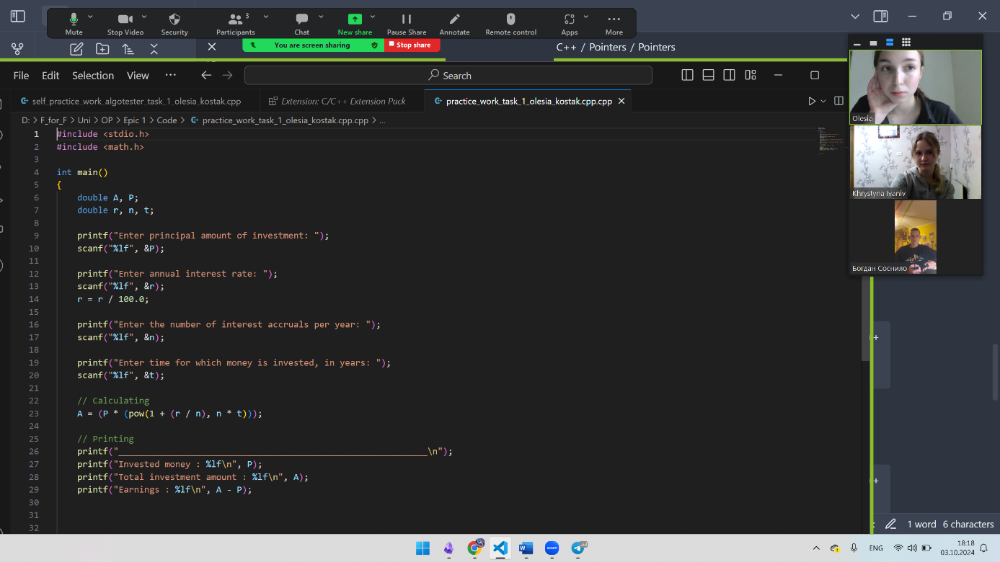 3
Mute
Stop Video
Security
Participants
Chat
New share
Pause Share
Annotate
Remote control
Apps
More
You are screen sharing
Stop share
C++ / Pointers / Pointers
File Edit Selection View ...
Search
self_practice_work_algotester_task_1_olesia_kostak.cpp
Extension: C/C++ Extension Pack
practice_work_task_1_olesia_kostak.cpp.cpp
D: > F_for_F > Uni > OP > Epic 1 > Code > practice_work_task_1_olesia_kostak.cpp.cpp > ...
1 #include <stdio.h>
2 #include <math.h>
3
4 int main()
5 {
6 double A, P;
7 double r, n, t;
8
9 printf("Enter principal amount of investment: ");
10 scanf("%lf", &P);
11
12 printf("Enter annual interest rate: ");
13 scanf("%lf", &r);
14 r = r / 100.0;
15
16 printf("Enter the number of interest accruals per year: ");
17 scanf("%lf", &n);
18
19 printf("Enter time for which money is invested, in years: ");
20 scanf("%lf", &t);
21
22 // Calculating
23 A = (P * (pow(1 + (r / n), n * t)));
24
25 // Printing
26 printf("____________________________________________________________\n");
27 printf("Invested money : %lf\n", P);
28 printf("Total investment amount : %lf\n", A);
29 printf("Earnings : %lf\n", A - P);
30
31
32
Olesia
Khrystyna Ivaniv
Богдан Соснило
1 word 6 characters
ENG
18:18
03.10.2024